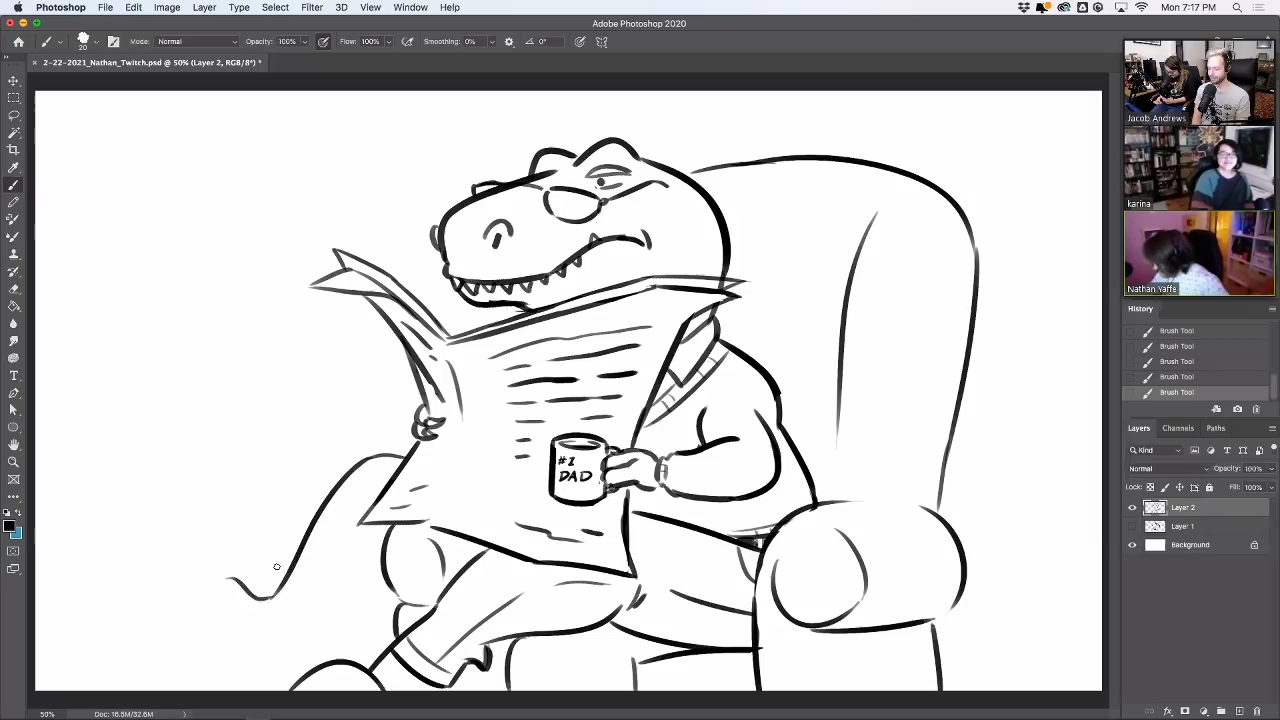 Photoshop File Edit Image Layer Type Select Filter 3D View Window Help
Mon 7:17 PM
Adobe Photoshop 2020
20
Mode: Normal Opacity: 100% Flow: 100% Smoothing: 0% 0°
2-22-2021_Nathan_Twitch.psd @ 50% (Layer 2, RGB/8*) *
Jacob Andrews
karina
Nathan Yaffe
History
Brush Tool
Brush Tool
Brush Tool
Brush Tool
Brush Tool
Layers Channels Paths
Kind
Normal Opacity: 100%
Lock: Fill: 100%
Layer 2
Layer 1
Background
#1
DAD
50% Doc: 16.5M/32.6M